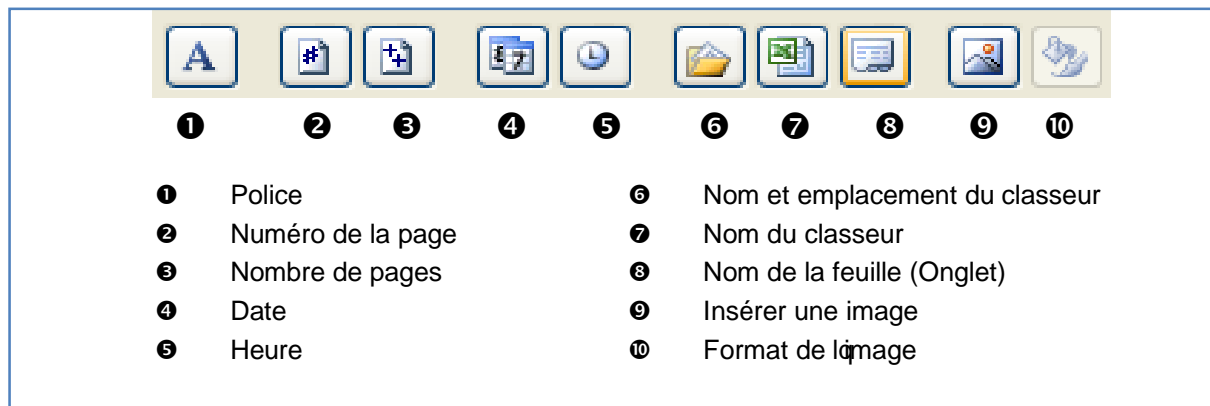 A # 7
❶ ❷ ❸ ❹ ❺ ❻ ❼ ❽ ❾ ❿
❶ Police
❷ Numéro de la page
❸ Nombre de pages
❹ Date
❺ Heure
❻ Nom et emplacement du classeur
❼ Nom du classeur
❽ Nom de la feuille (Onglet)
❾ Insérer une image
❿ Format de